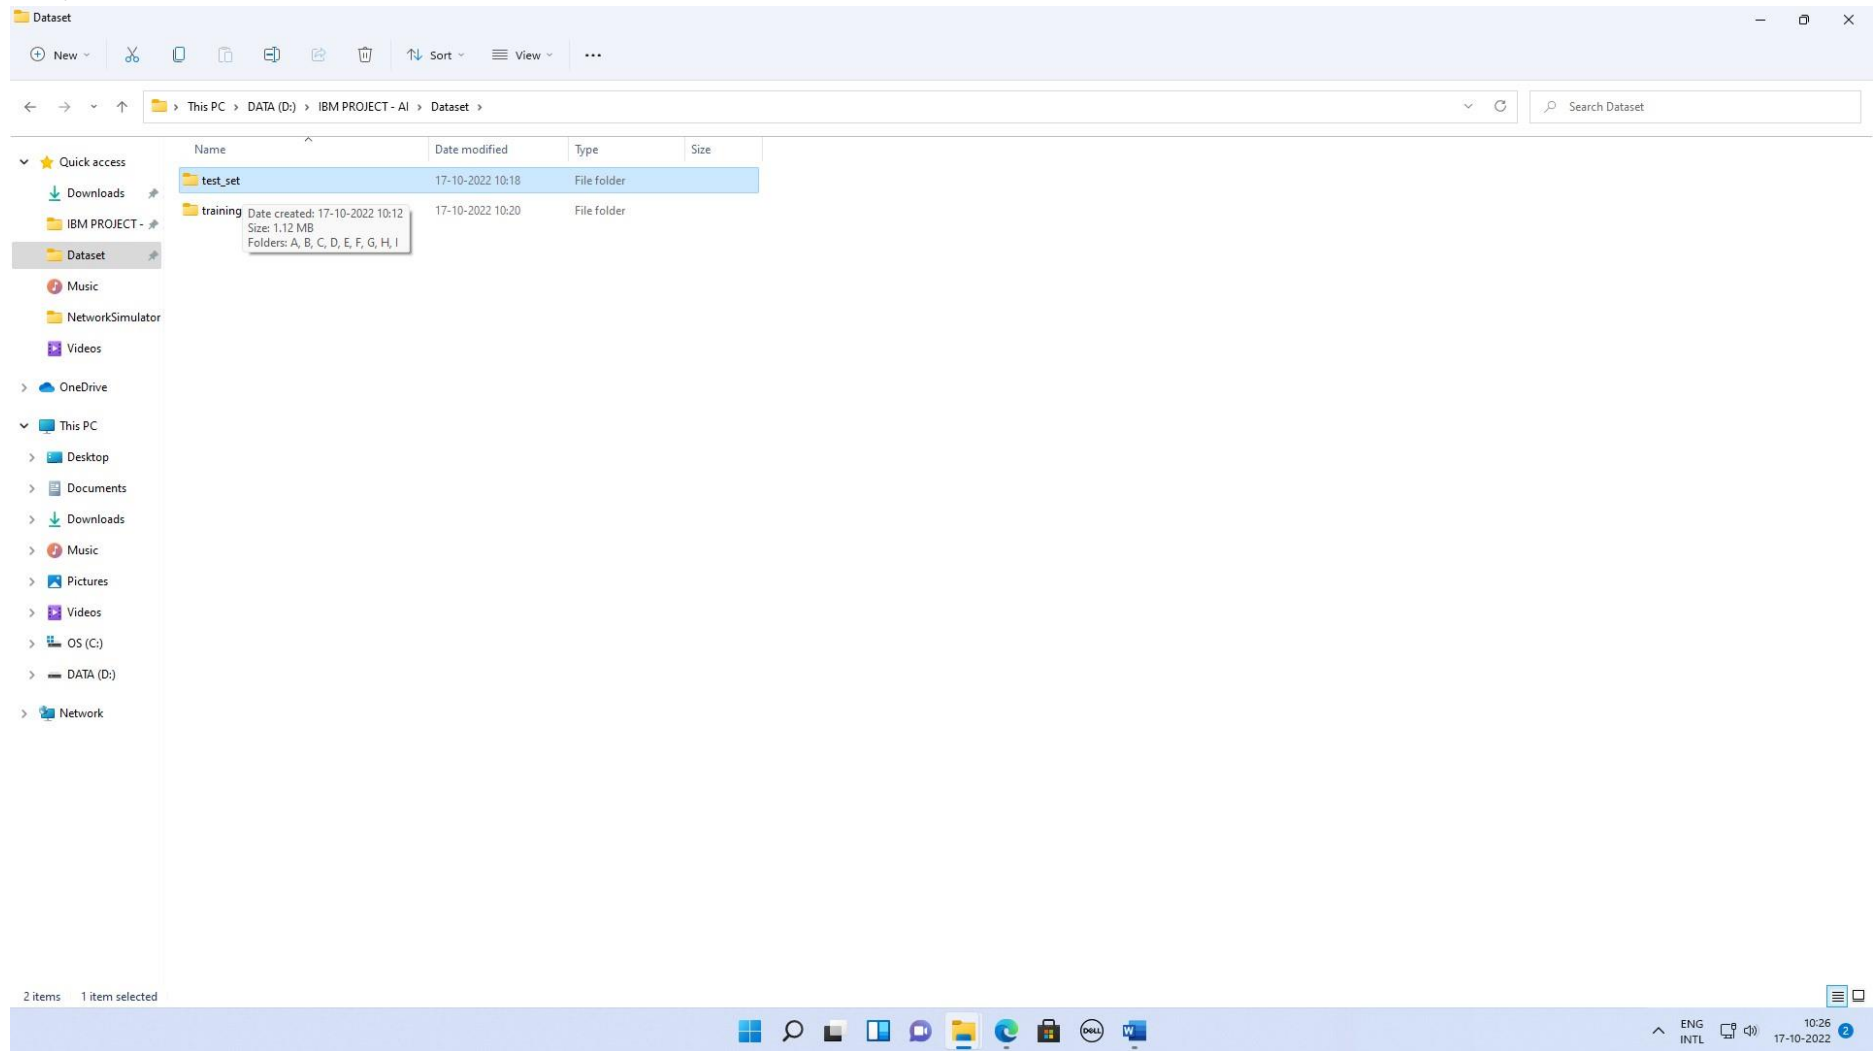 Dataset
New
Sort
View
This PC > DATA (D:) > IBM PROJECT - AI > Dataset >
Search Dataset
Name Date modified Type Size
Quick access
Downloads
IBM PROJECT -
Dataset
Music
NetworkSimulator
Videos
OneDrive
This PC
Desktop
Documents
Downloads
Music
Pictures
Videos
OS (C:)
DATA (D:)
Network
test_set 17-10-2022 10:18 File folder
training 17-10-2022 10:20 File folder
Date created: 17-10-2022 10:12
Size: 1.12 MB
Folders: A, B, C, D, E, F, G, H, I
2 items 1 item selected
DELL
W
ENG
INTL
10:26
17-10-2022
2